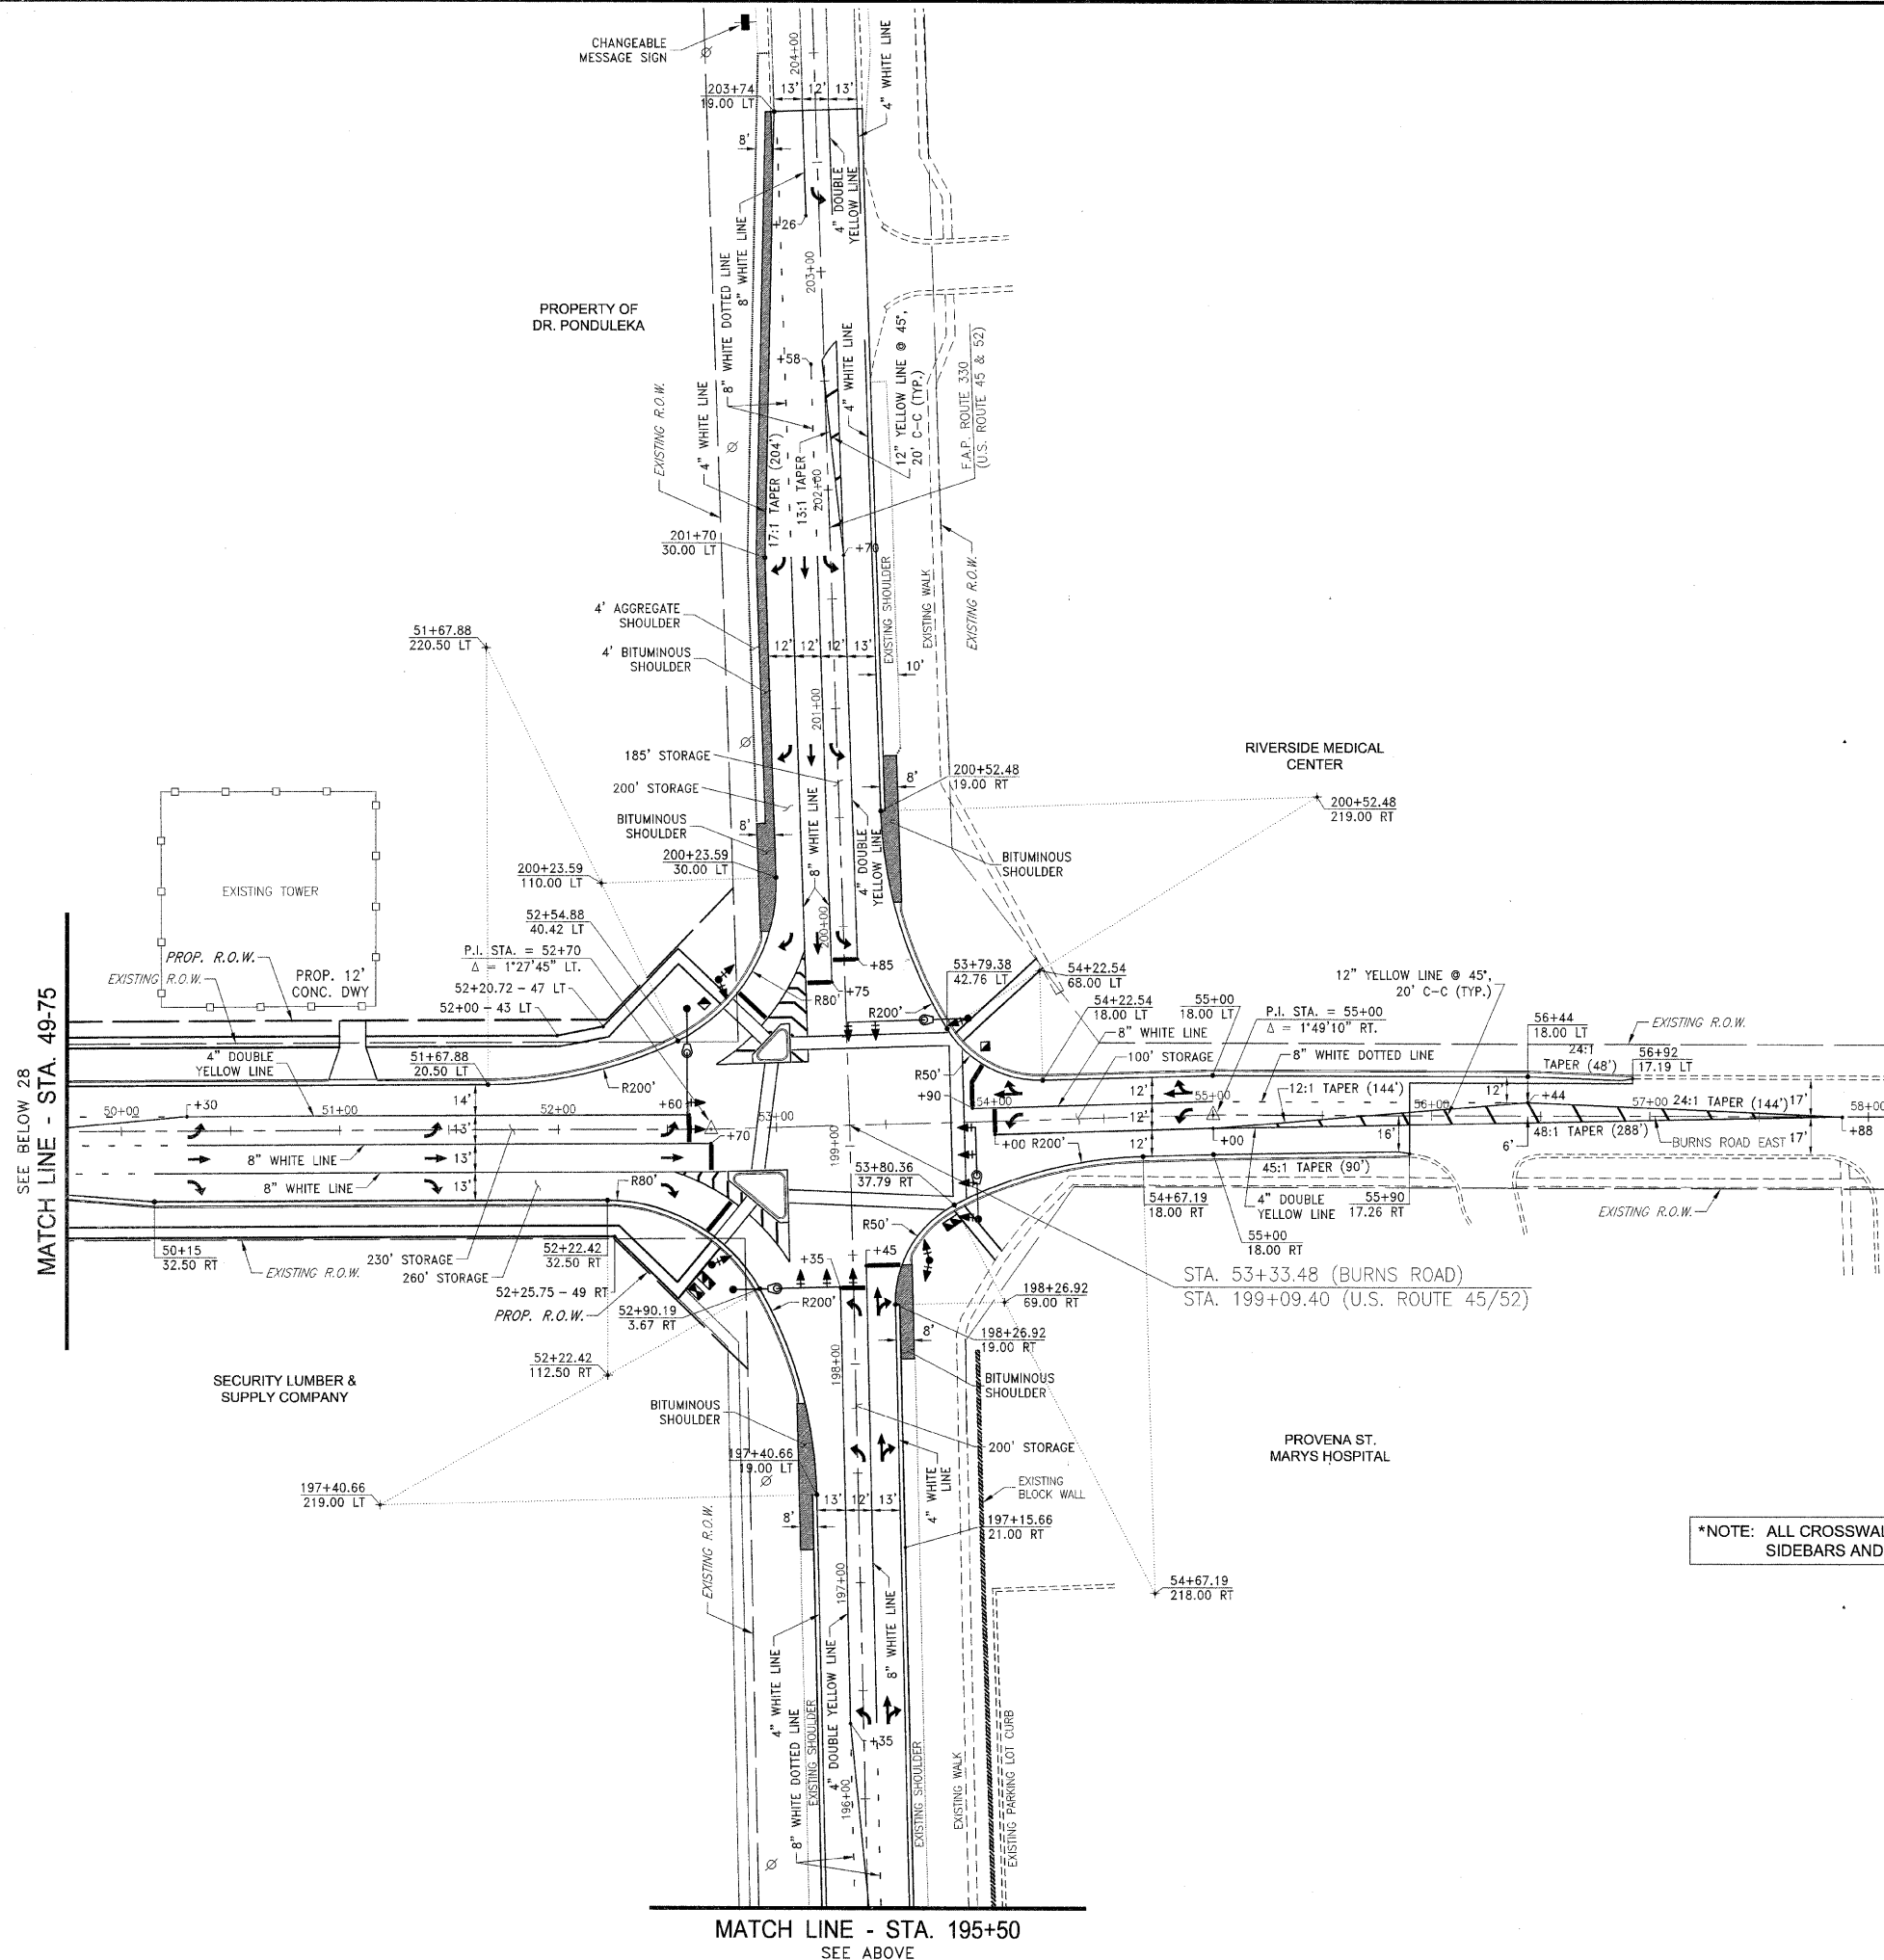 CHANGEABLE
MESSAGE SIGN
204+00
4" WHITE LINE
203+74
19.00 LT
13'
12'
13'
8'
8" WHITE LINE
4" DOUBLE
YELLOW LINE
+26
8" WHITE DOTTED LINE
203+00
PROPERTY OF
DR. PONDULEKA
+58
4" WHITE LINE
12" YELLOW LINE @ 45°,
20' C-C (TYP.)
F.A.P. ROUTE 330
(U.S. ROUTE 45 & 52)
EXISTING R.O.W.
4" WHITE LINE
17:1 TAPER (204')
13:1 TAPER
202+00
201+70
30.00 LT
+70
EXISTING SHOULDER
EXISTING WALK
EXISTING R.O.W.
4' AGGREGATE
SHOULDER
4' BITUMINOUS
SHOULDER
12'
12'
12'
13'
10'
51+67.88
220.50 LT
201+00
185' STORAGE
200' STORAGE
BITUMINOUS
SHOULDER
8'
8" WHITE LINE
4" DOUBLE
YELLOW LINE
8'
200+52.48
19.00 RT
RIVERSIDE MEDICAL
CENTER
200+52.48
219.00 RT
BITUMINOUS
SHOULDER
200+23.59
30.00 LT
200+23.59
110.00 LT
EXISTING TOWER
52+54.88
40.42 LT
200+00
P.I. STA. = 52+70
Δ = 1°27'45" LT.
PROP. R.O.W.
EXISTING R.O.W.
PROP. 12'
CONC. DWY
52+20.72 - 47 LT
52+00 - 43 LT
R80'
+85
+75
R200'
53+79.38
42.76 LT
54+22.54
68.00 LT
54+22.54
18.00 LT
55+00
18.00 LT
P.I. STA. = 55+00
Δ = 1°49'10" RT.
12" YELLOW LINE @ 45°,
20' C-C (TYP.)
56+44
18.00 LT
EXISTING R.O.W.
24:1
TAPER (48')
56+92
17.19 LT
8" WHITE LINE
100' STORAGE
8" WHITE DOTTED LINE
SEE BELOW 28
MATCH LINE - STA. 49-75
4" DOUBLE
YELLOW LINE
51+67.88
20.50 LT
R200'
R50'
+90
12'
12:1 TAPER (144')
12'
+44
24:1 TAPER (144')
17'
50+00
+30
51+00
14'
52+00
+60
53+00
54+00
12'
55+00
56+00
57+00
58+00
+88
13'
+70
199+00
+00
R200'
12'
+00
16'
6'
48:1 TAPER (288')
BURNS ROAD EAST
17'
8" WHITE LINE
13'
8" WHITE LINE
13'
R80'
53+80.36
37.79 RT
45:1 TAPER (90')
54+67.19
18.00 RT
4" DOUBLE
YELLOW LINE
55+90
17.26 RT
EXISTING R.O.W.
50+15
32.50 RT
EXISTING R.O.W.
230' STORAGE
260' STORAGE
52+22.42
32.50 RT
52+25.75 - 49 RT
PROP. R.O.W.
52+90.19
3.67 RT
R200'
+35
R50'
+45
55+00
18.00 RT
STA. 53+33.48 (BURNS ROAD)
STA. 199+09.40 (U.S. ROUTE 45/52)
198+26.92
69.00 RT
198+26.92
19.00 RT
8'
198+00
52+22.42
112.50 RT
SECURITY LUMBER &
SUPPLY COMPANY
BITUMINOUS
SHOULDER
BITUMINOUS
SHOULDER
200' STORAGE
PROVENA ST.
MARYS HOSPITAL
197+40.66
19.00 LT
197+40.66
219.00 LT
4" WHITE
LINE
EXISTING
BLOCK WALL
13'
12'
13'
8'
197+15.66
21.00 RT
EXISTING R.O.W.
197+00
*NOTE: ALL CROSSWAL
SIDEBARS AND
54+67.19
218.00 RT
4" WHITE LINE
8" WHITE DOTTED LINE
EXISTING SHOULDER
4" DOUBLE YELLOW LINE
8" WHITE LINE
+35
196+00
EXISTING SHOULDER
EXISTING WALK
EXISTING PARKING LOT CURB
MATCH LINE - STA. 195+50
SEE ABOVE